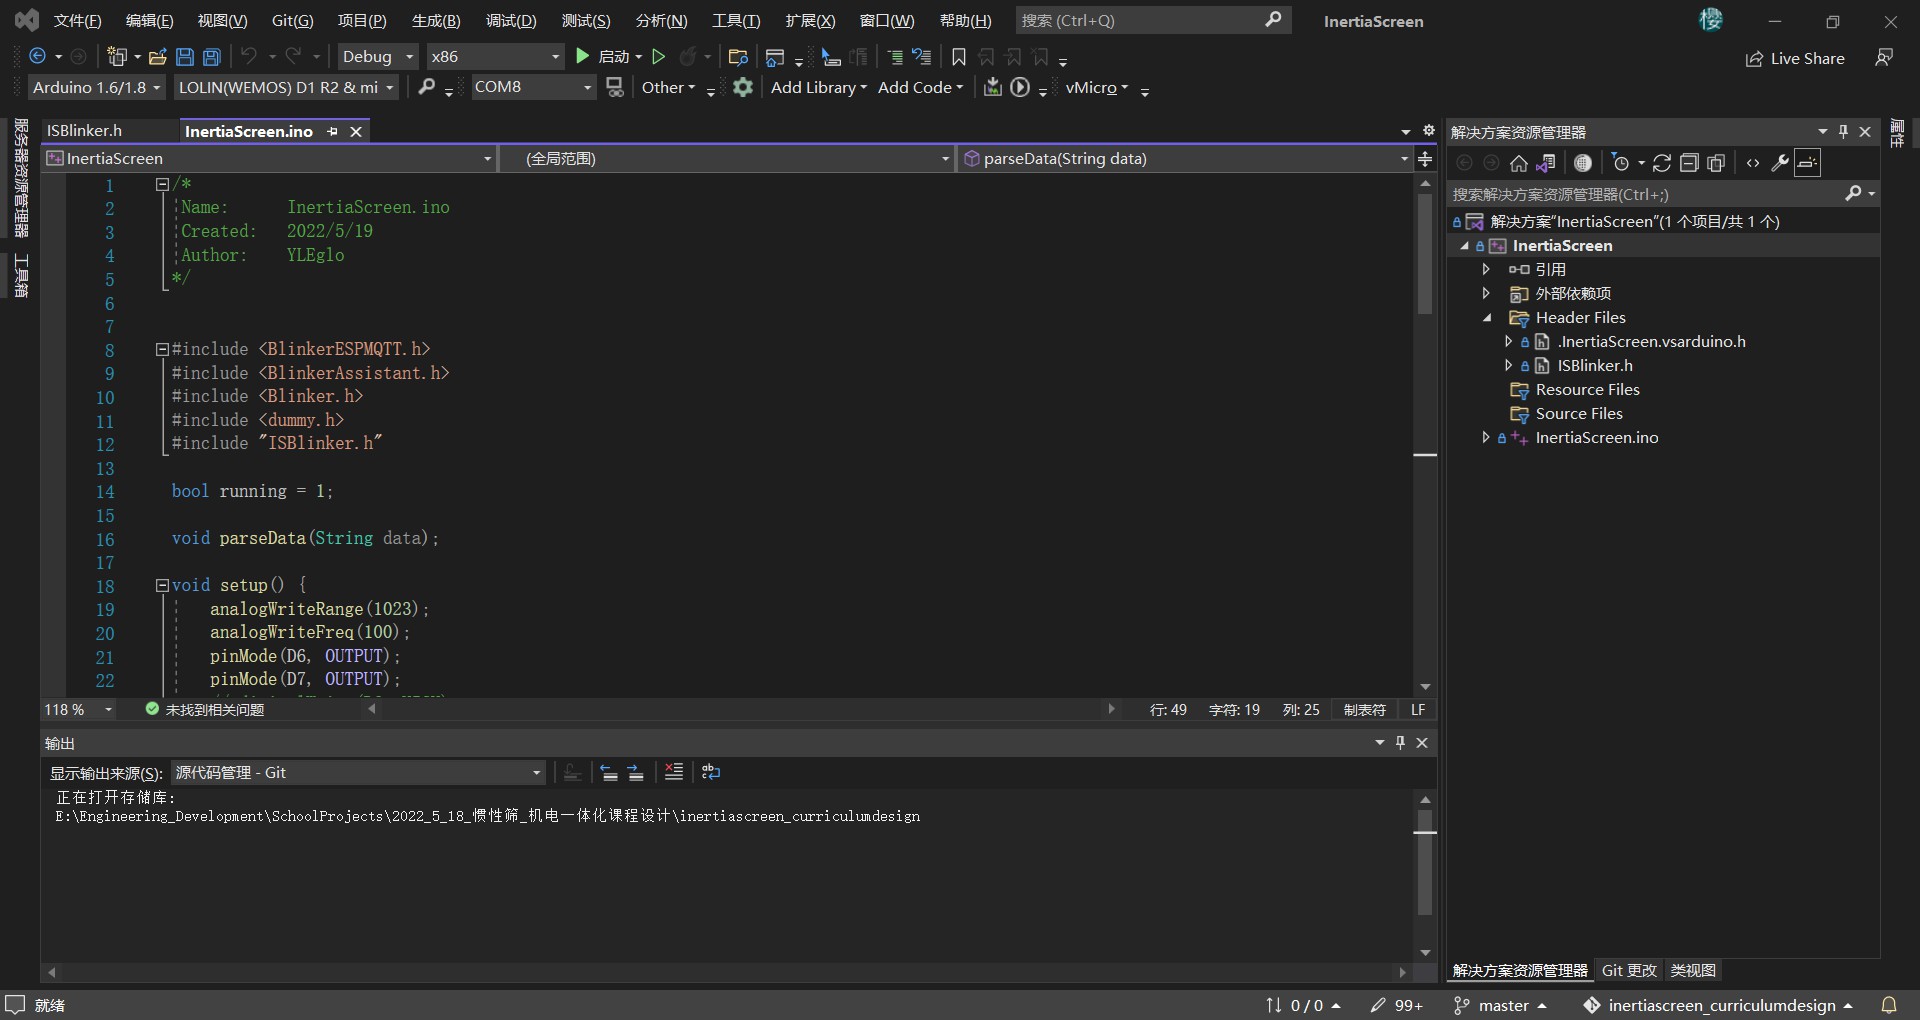 文件(F) 编辑(E) 视图(V) Git(G) 项目(P) 生成(B) 调试(D) 测试(S) 分析(N) 工具(T) 扩展(X) 窗口(W) 帮助(H) 搜索 (Ctrl+Q) InertiaScreen 樱
Debug x86 启动 Live Share
Arduino 1.6/1.8 LOLIN(WEMOS) D1 R2 & mi COM8 Other Add Library Add Code vMicro
服务器资源管理器
工具箱
ISBlinker.h InertiaScreen.ino
InertiaScreen (全局范围) parseData(String data)
1 /*
2 Name: InertiaScreen.ino
3 Created: 2022/5/19
4 Author: YLEglo
5 */
6
7
8 #include <BlinkerESPMQTT.h>
9 #include <BlinkerAssistant.h>
10 #include <Blinker.h>
11 #include <dummy.h>
12 #include "ISBlinker.h"
13
14 bool running = 1;
15
16 void parseData(String data);
17
18 void setup() {
19 analogWriteRange(1023);
20 analogWriteFreq(100);
21 pinMode(D6, OUTPUT);
22 pinMode(D7, OUTPUT);
118 % 未找到相关问题 行: 49 字符: 19 列: 25 制表符 LF
输出
显示输出来源(S): 源代码管理 - Git
正在打开存储库:
E:\Engineering_Development\SchoolProjects\2022_5_18_惯性筛_机电一体化课程设计\inertiascreen_curriculumdesign
解决方案资源管理器
搜索解决方案资源管理器(Ctrl+;)
解决方案"InertiaScreen"(1 个项目/共 1 个)
InertiaScreen
引用
外部依赖项
Header Files
.InertiaScreen.vsarduino.h
ISBlinker.h
Resource Files
Source Files
InertiaScreen.ino
解决方案资源管理器 Git 更改 类视图
属性
就绪 0 / 0 99+ master inertiascreen_curriculumdesign